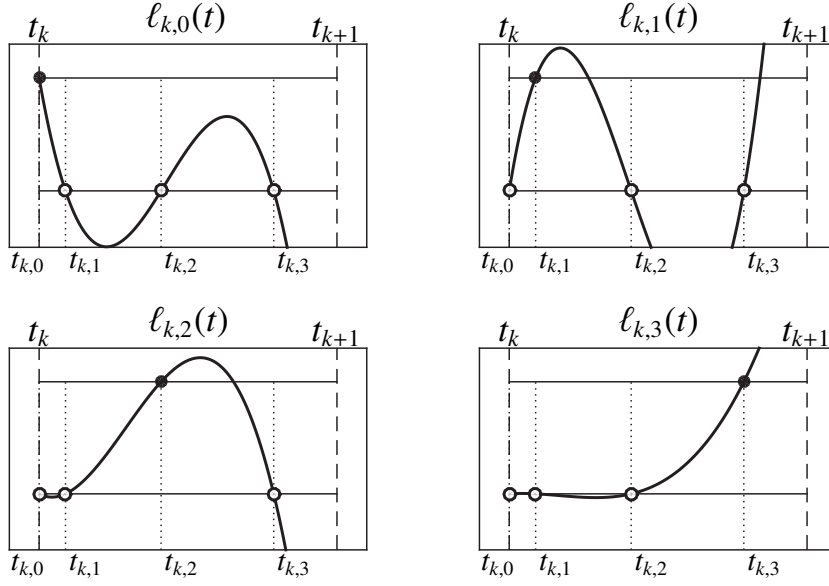 t_k ℓ_{k,0}(t) t_{k+1}
t_{k,0} t_{k,1} t_{k,2} t_{k,3}
t_k ℓ_{k,1}(t) t_{k+1}
t_{k,0} t_{k,1} t_{k,2} t_{k,3}
t_k ℓ_{k,2}(t) t_{k+1}
t_{k,0} t_{k,1} t_{k,2} t_{k,3}
t_k ℓ_{k,3}(t) t_{k+1}
t_{k,0} t_{k,1} t_{k,2} t_{k,3}